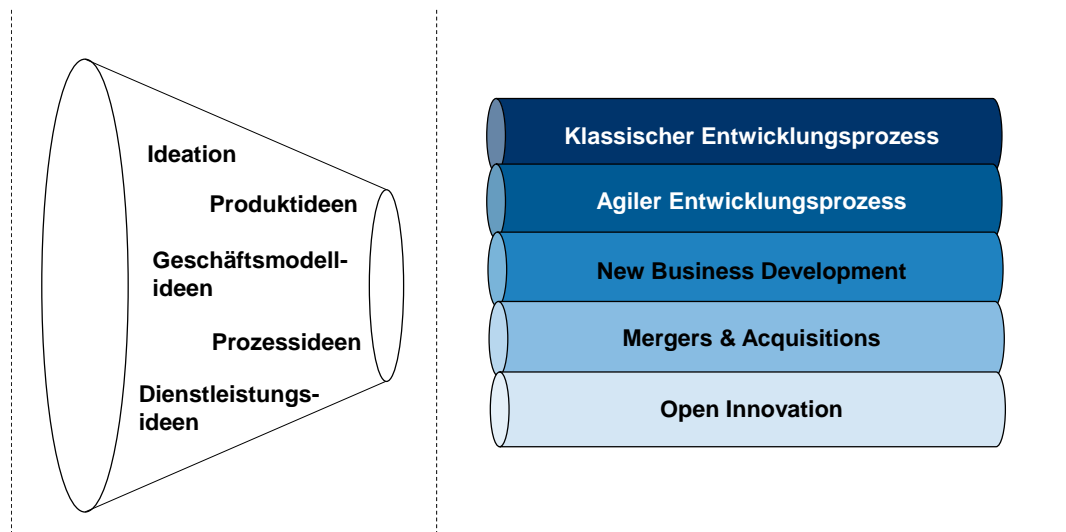 Ideation
Produktideen
Geschäftsmodell-
ideen
Prozessideen
Dienstleistungs-
ideen
Klassischer Entwicklungsprozess
Agiler Entwicklungsprozess
New Business Development
Mergers & Acquisitions
Open Innovation